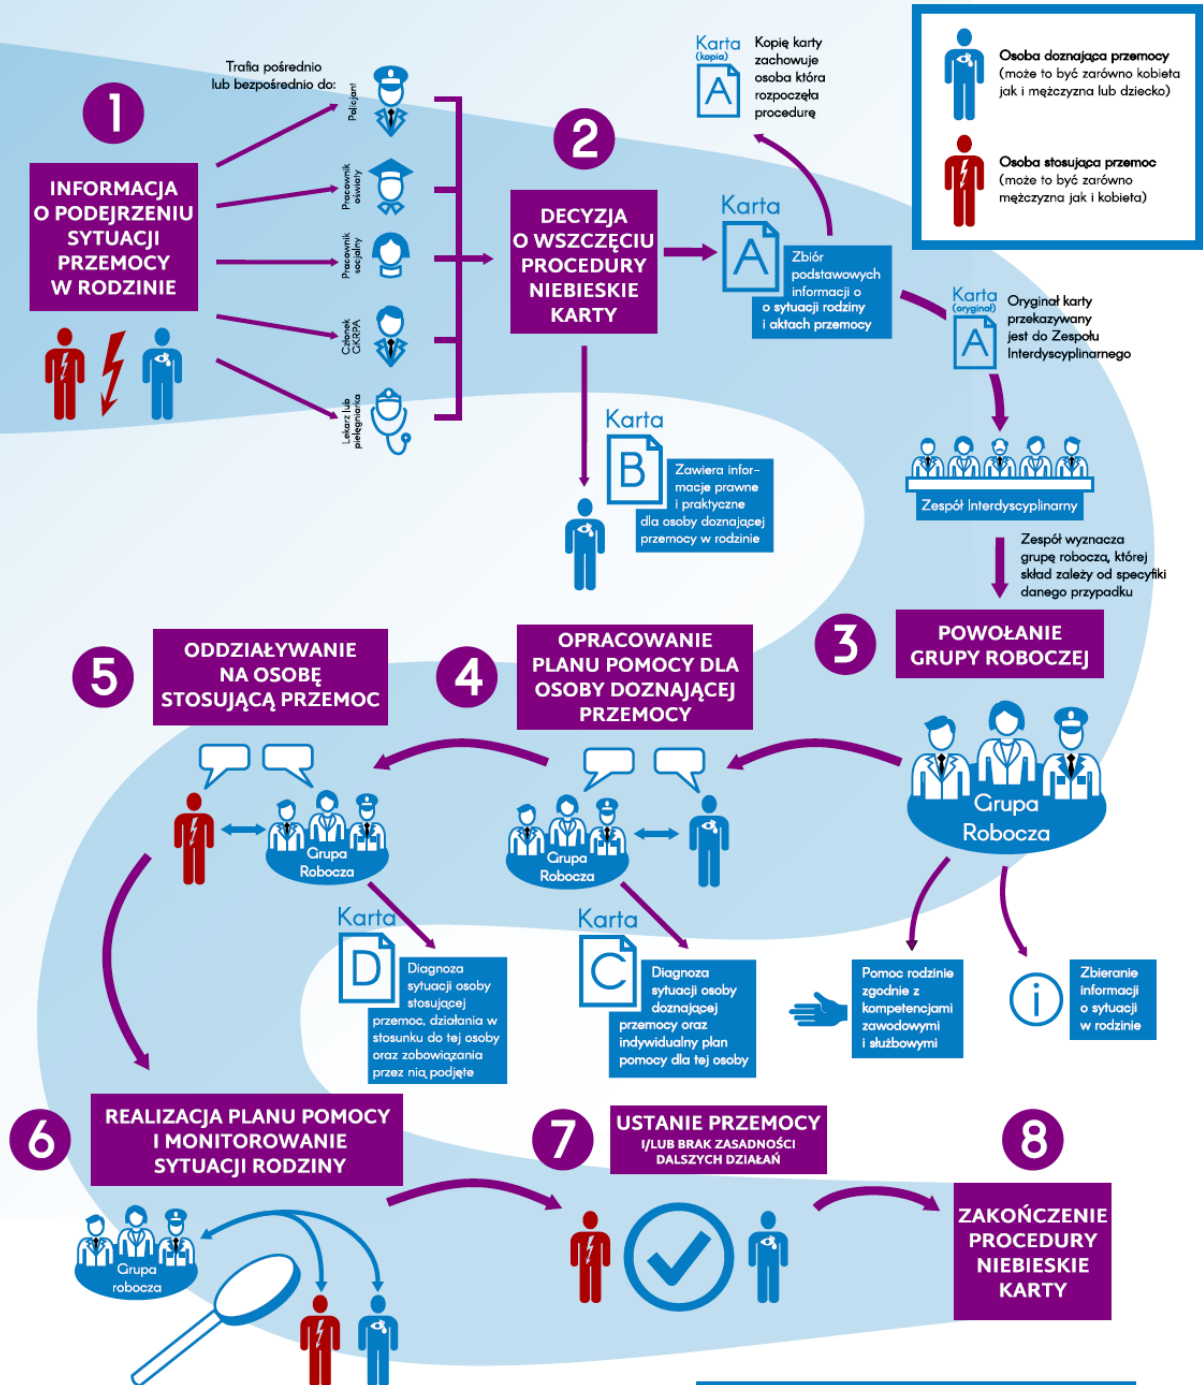 1
INFORMACJA
O PODEJRZENIU
SYTUACJI
PRZEMOCY
W RODZINIE
Trafia pośrednio
lub bezpośrednio do:
Policjant
Pracownik
oświaty
Pracownik
socjalny
Członek
GKRPA
Lekarz lub
pielęgniarka
2
DECYZJA
O WSZCZĘCIU
PROCEDURY
NIEBIESKIE
KARTY
Karta
(kopia)
A
Kopię karty
zachowuje
osoba która
rozpoczęła
procedurę
Karta
A
Zbiór
podstawowych
informacji o
o sytuacji rodziny
i aktach przemocy
Osoba doznająca przemocy
(może to być zarówno kobieta
jak i mężczyzna lub dziecko)
Osoba stosująca przemoc
(może to być zarówno
mężczyzna jak i kobieta)
Karta
(oryginał)
A
Oryginał karty
przekazywany
jest do Zespołu
Interdyscyplinarnego
Karta
B
Zawiera infor-
macje prawne
i praktyczne
dla osoby doznającej
przemocy w rodzinie
Zespół Interdyscyplinarny
Zespół wyznacza
grupę robocza, której
skład zależy od specyfiki
danego przypadku
3
POWOŁANIE
GRUPY ROBOCZEJ
Grupa
Robocza
Pomoc rodzinie
zgodnie z
kompetencjami
zawodowymi
i służbowymi
i
Zbieranie
informacji
o sytuacji
w rodzinie
4
OPRACOWANIE
PLANU POMOCY DLA
OSOBY DOZNAJĄCEJ
PRZEMOCY
Grupa
Robocza
Karta
C
Diagnoza
sytuacji osoby
doznającej
przemocy oraz
indywidualny plan
pomocy dla tej osoby
5
ODDZIAŁYWANIE
NA OSOBĘ
STOSUJĄCĄ PRZEMOC
Grupa
Robocza
Karta
D
Diagnoza
sytuacji osoby
stosującej
przemoc, działania w
stosunku do tej osoby
oraz zobowiązania
przez nią podjęte
6
REALIZACJA PLANU POMOCY
I MONITOROWANIE
SYTUACJI RODZINY
Grupa
robocza
7
USTANIE PRZEMOCY
I/LUB BRAK ZASADNOŚCI
DALSZYCH DZIAŁAŃ
8
ZAKOŃCZENIE
PROCEDURY
NIEBIESKIE
KARTY